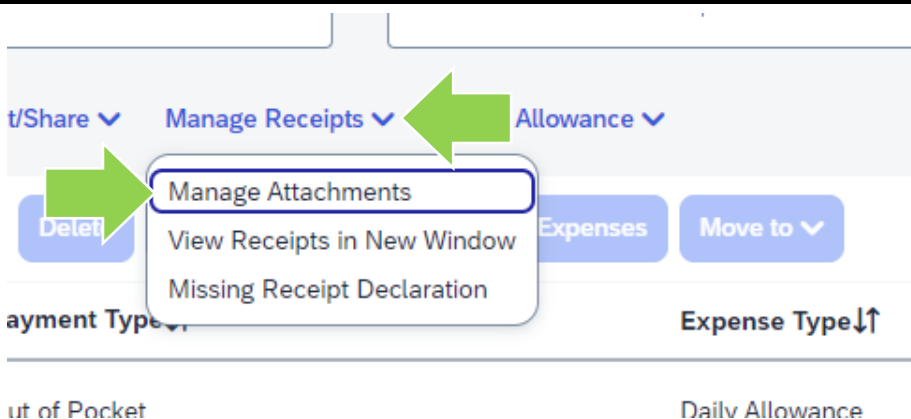 t/Share Manage Receipts Allowance
Manage Attachments
Delet Expenses Move to
View Receipts in New Window
Missing Receipt Declaration
ayment Type Expense Type
ut of Pocket Daily Allowance